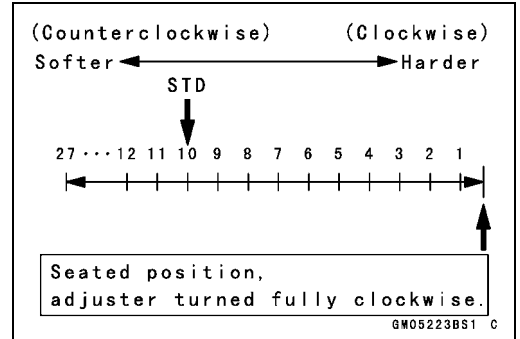 (Counterclockwise) (Clockwise)
Softer Harder
STD
27 ··· 12 11 10 9 8 7 6 5 4 3 2 1
Seated position,
adjuster turned fully clockwise.
GM05223BS1 C